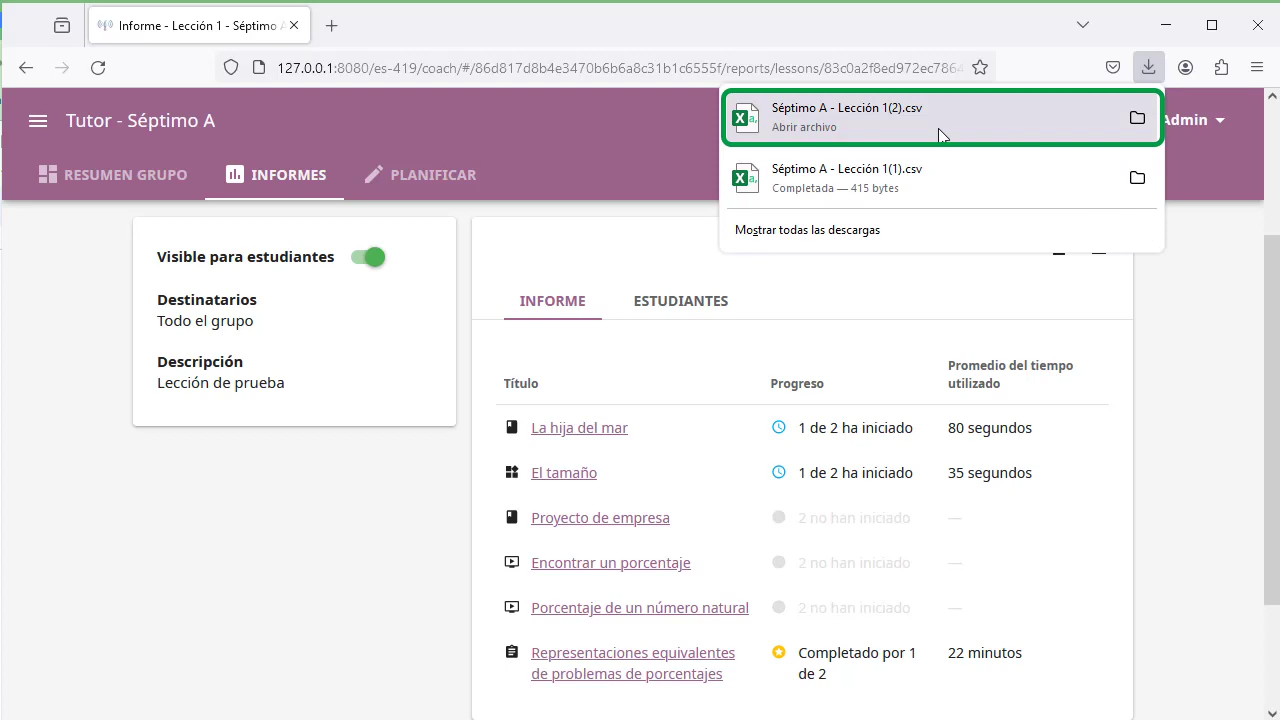 Informe - Lección 1 - Séptimo A
127.0.0.1:8080/es-419/coach/#/86d817d8b4e3470b6b6a8c31b1c6555f/reports/lessons/83c0a2f8ed972ec7864
Séptimo A - Lección 1(2).csv
Abrir archivo
Séptimo A - Lección 1(1).csv
Completada — 415 bytes
Mostrar todas las descargas
Tutor - Séptimo A
Admin
RESUMEN GRUPO
INFORMES
PLANIFICAR
Visible para estudiantes
Destinatarios
Todo el grupo
Descripción
Lección de prueba
INFORME
ESTUDIANTES
Título
Progreso
Promedio del tiempo
utilizado
La hija del mar
1 de 2 ha iniciado
80 segundos
El tamaño
1 de 2 ha iniciado
35 segundos
Proyecto de empresa
2 no han iniciado
—
Encontrar un porcentaje
2 no han iniciado
—
Porcentaje de un número natural
2 no han iniciado
—
Representaciones equivalentes
de problemas de porcentajes
Completado por 1
de 2
22 minutos